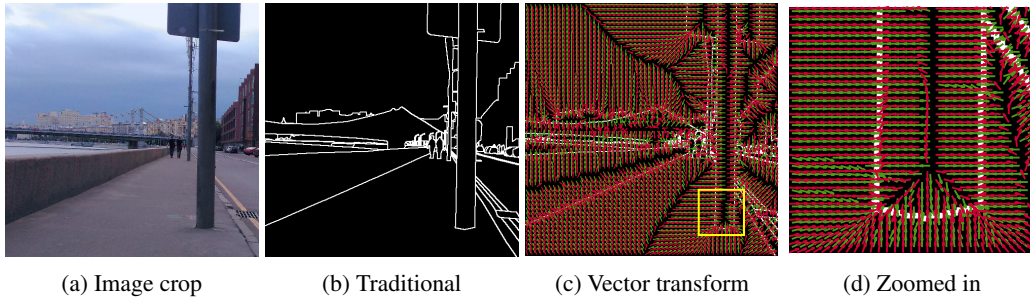 (a) Image crop
(b) Traditional
(c) Vector transform
(d) Zoomed in